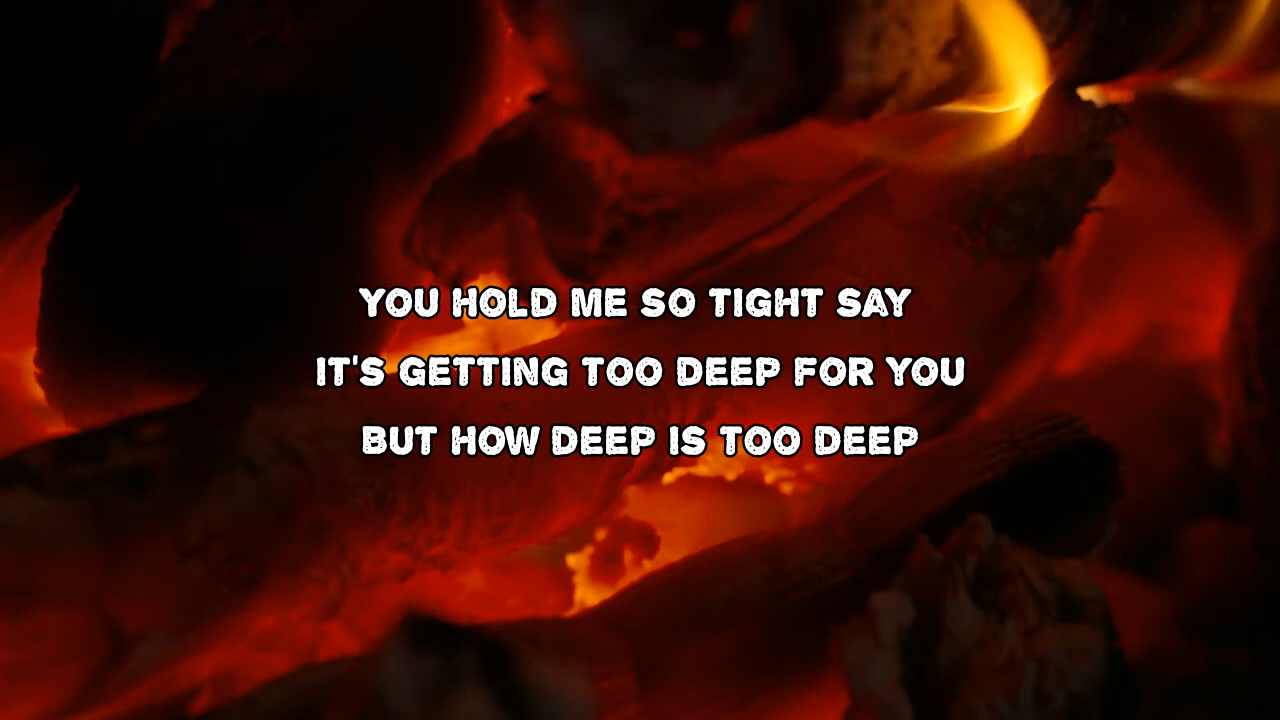 YOU HOLD ME SO TIGHT SAY
IT'S GETTING TOO DEEP FOR YOU
BUT HOW DEEP IS TOO DEEP